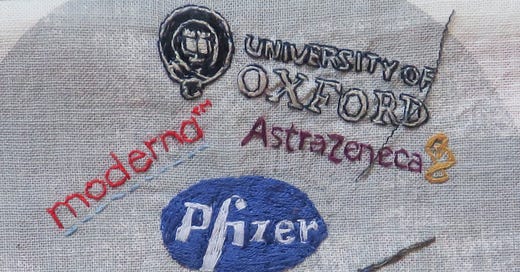 UNIVERSITY OF
OXFORD
AstraZeneca
moderna™
Pfizer